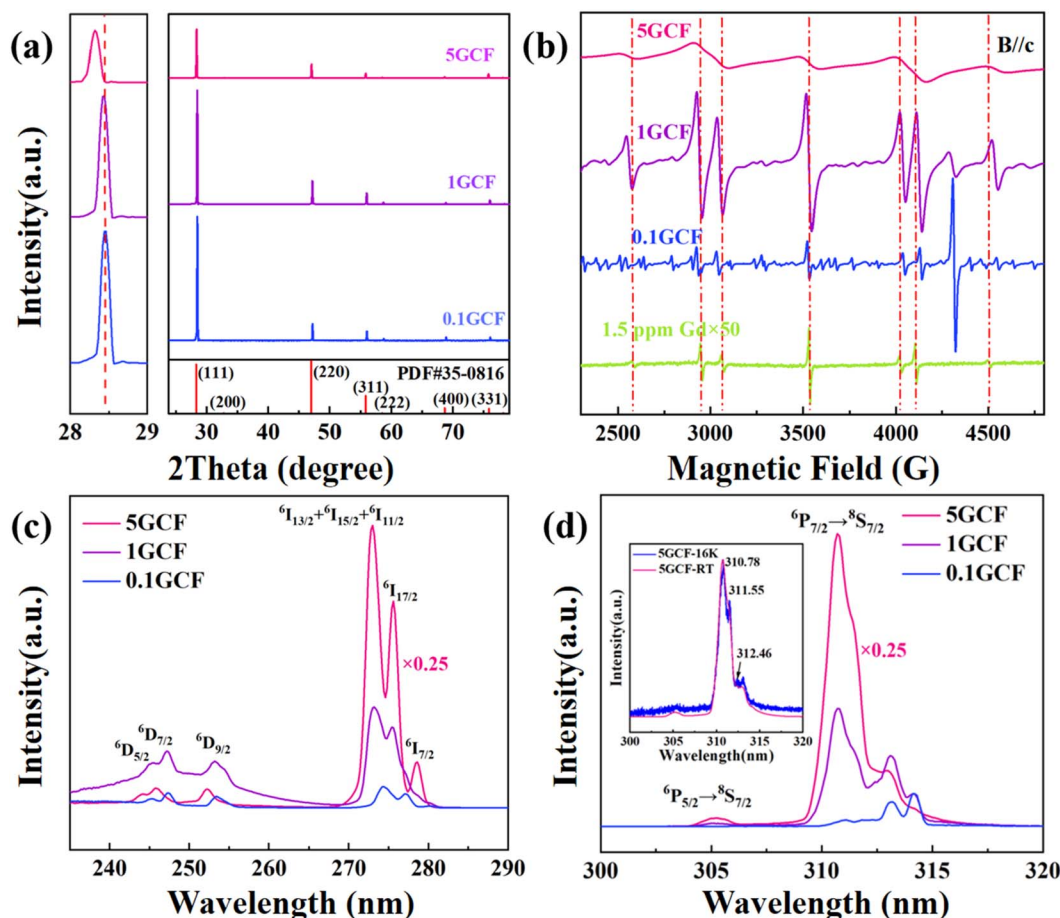 (a)
5GCF
1GCF
0.1GCF
(111)
(220)
PDF#35-0816
(311)
(200)
(222)
(400)
(331)
28 29 30 40 50 60 70
2Theta (degree)
Intensity(a.u.)
(b)
B//c
5GCF
1GCF
0.1GCF
1.5 ppm Gd×50
2500 3000 3500 4000 4500
Magnetic Field (G)
Intensity(a.u.)
(c)
5GCF
1GCF
0.1GCF
⁶I₁₃/₂+⁶I₁₅/₂+⁶I₁₁/₂
⁶I₁₇/₂
×0.25
⁶D₅/₂
⁶D₇/₂
⁶D₉/₂
⁶I₇/₂
240 250 260 270 280 290
Wavelength (nm)
Intensity(a.u.)
(d)
⁶P₇/₂→⁸S₇/₂
5GCF
1GCF
0.1GCF
5GCF-16K
5GCF-RT
310.78
311.55
312.46
300 305 310 315 320
Wavelength(nm)
Intensity(a.u.)
×0.25
⁶P₅/₂→⁸S₇/₂
300 305 310 315 320
Wavelength (nm)
Intensity(a.u.)